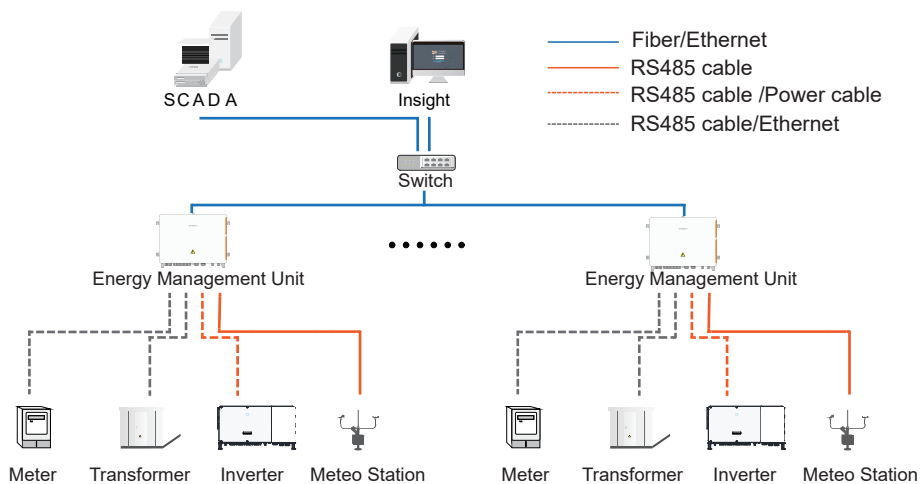 Fiber/Ethernet
RS485 cable
RS485 cable /Power cable
RS485 cable/Ethernet
SCADA
Insight
Switch
Energy Management Unit
Energy Management Unit
Meter
Transformer
Inverter
Meteo Station
Meter
Transformer
Inverter
Meteo Station